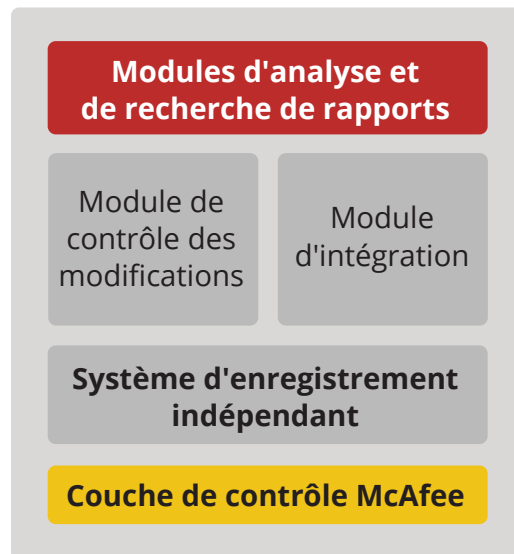 Modules d'analyse et
de recherche de rapports
Module de
contrôle des
modifications
Module
d'intégration
Système d'enregistrement
indépendant
Couche de contrôle McAfee